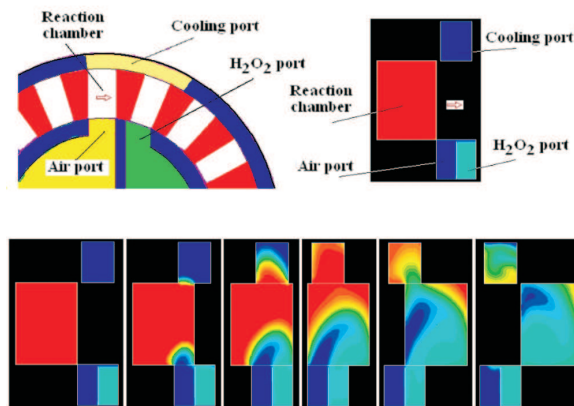 Reaction
chamber
Cooling port
H₂O₂ port
Air port
Cooling port
Reaction
chamber
Air port
H₂O₂ port